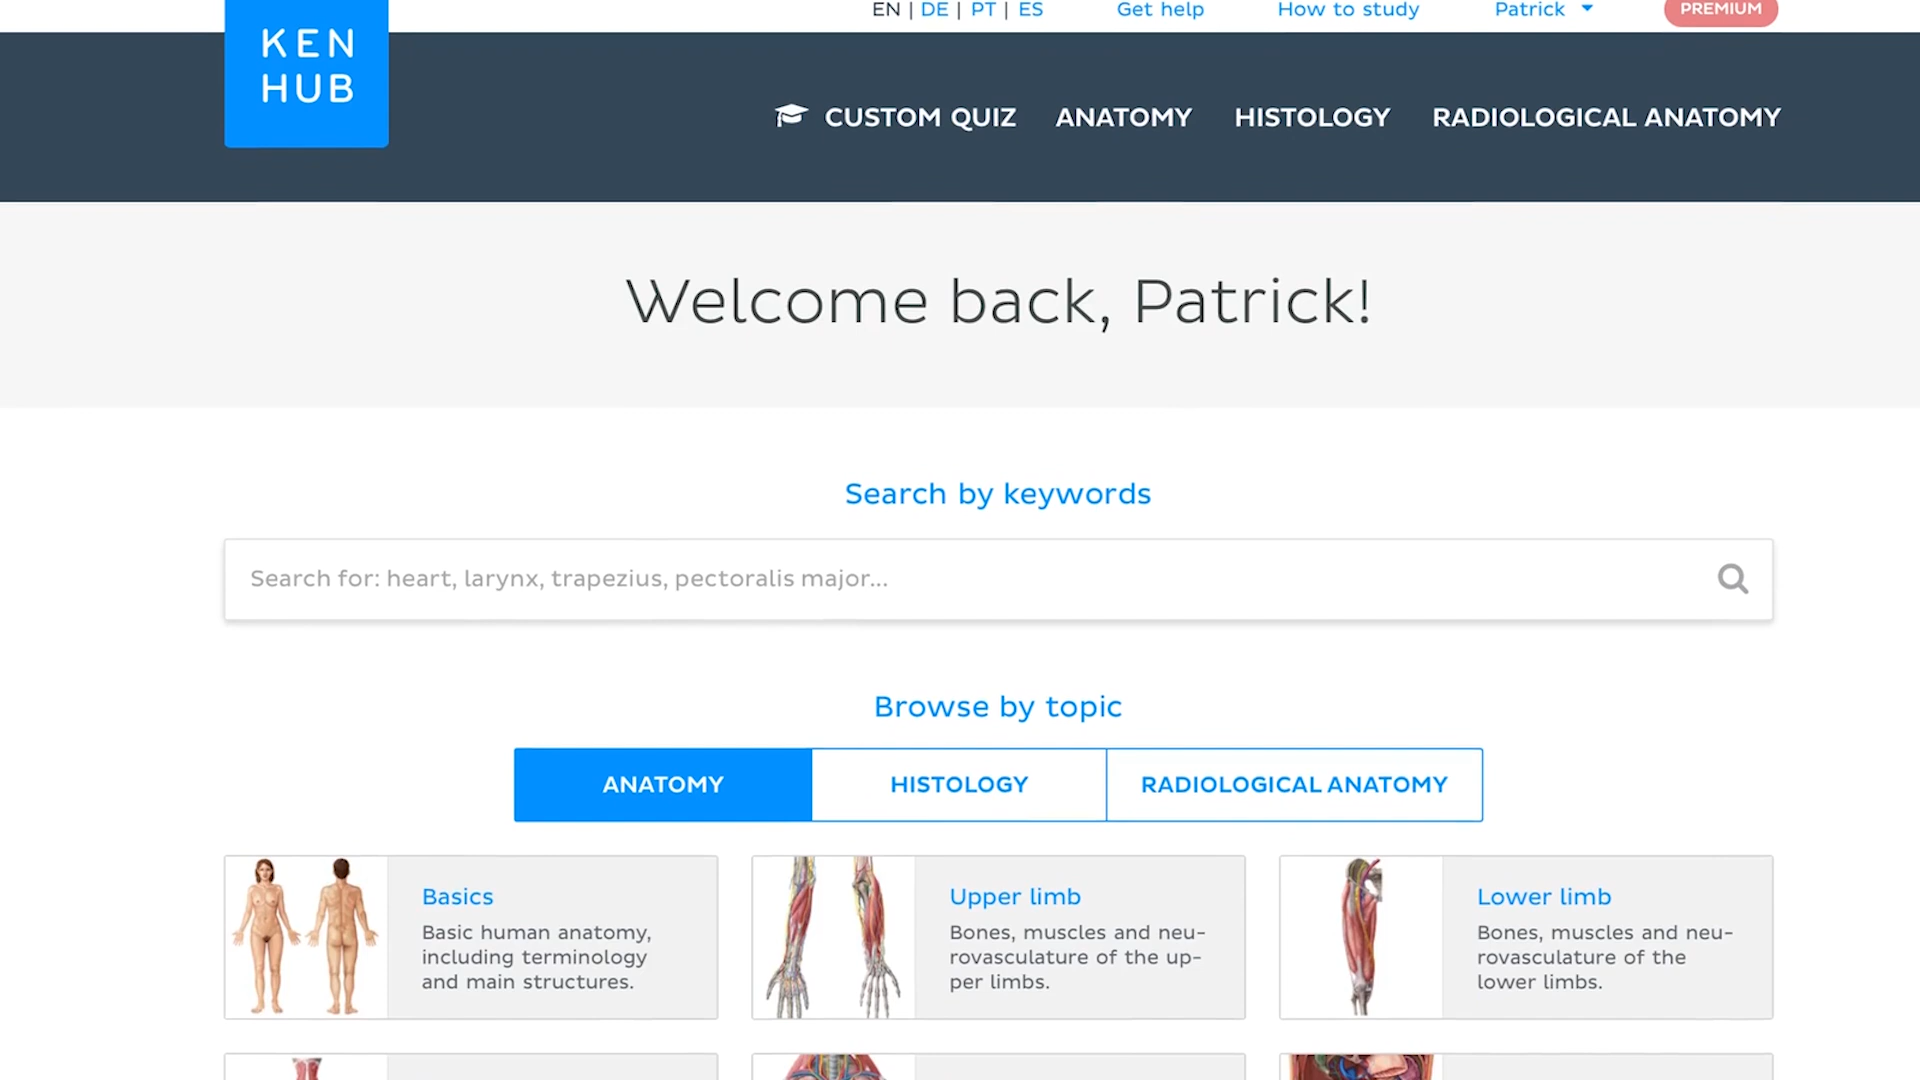 EN | DE | PT | ES Get help How to study Patrick PREMIUM
KEN
HUB
CUSTOM QUIZ ANATOMY HISTOLOGY RADIOLOGICAL ANATOMY
Welcome back, Patrick!
Search by keywords
Search for: heart, larynx, trapezius, pectoralis major...
Browse by topic
ANATOMY HISTOLOGY RADIOLOGICAL ANATOMY
Basics
Basic human anatomy,
including terminology
and main structures.
Upper limb
Bones, muscles and neu-
rovasculature of the up-
per limbs.
Lower limb
Bones, muscles and neu-
rovasculature of the
lower limbs.